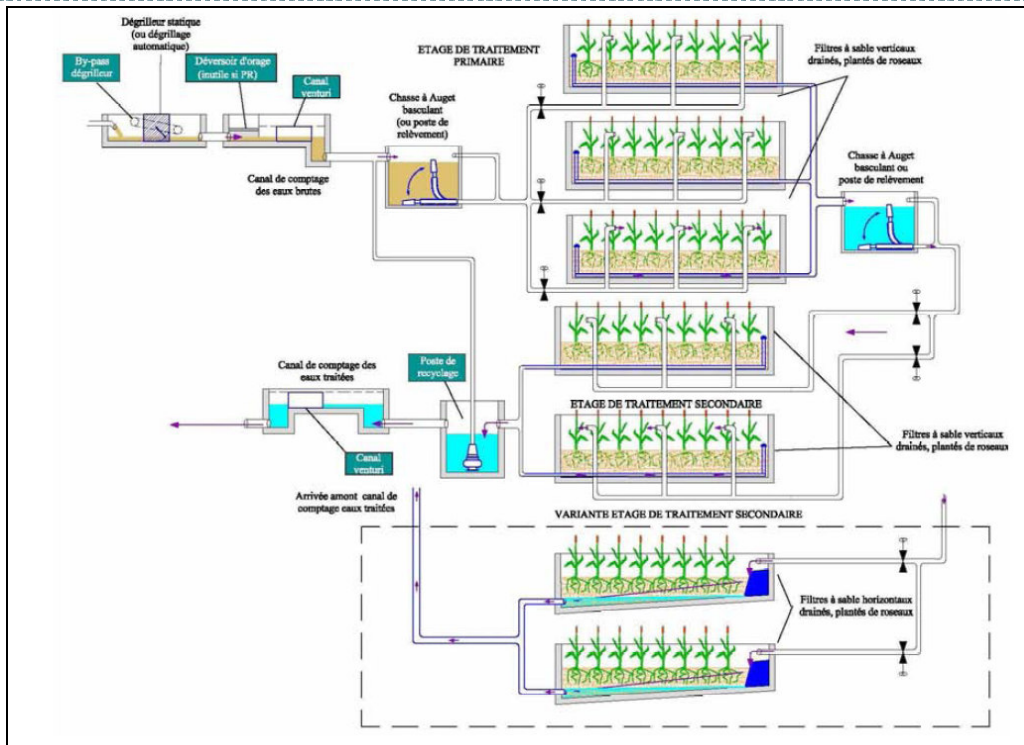 Dégrilleur statique
(ou dégrillage
automatique)
By-pass
dégrilleur
Déversoir d'orage
(inutile si PR)
Canal
venturi
Canal de comptage
des eaux brutes
ETAGE DE TRAITEMENT
PRIMAIRE
Chasse à Auget
basculant
(ou poste de
relèvement)
Filtres à sable verticaux
drainés, plantés de roseaux
Chasse à Auget
basculant ou
poste de relèvement
Canal de comptage des
eaux traitées
Poste de
recyclage
Canal
venturi
ETAGE DE TRAITEMENT SECONDAIRE
Filtres à sable verticaux
drainés, plantés de roseaux
Arrivée amont canal de
comptage eaux traitées
VARIANTE ETAGE DE TRAITEMENT SECONDAIRE
Filtres à sable horizontaux
drainés, plantés de roseaux